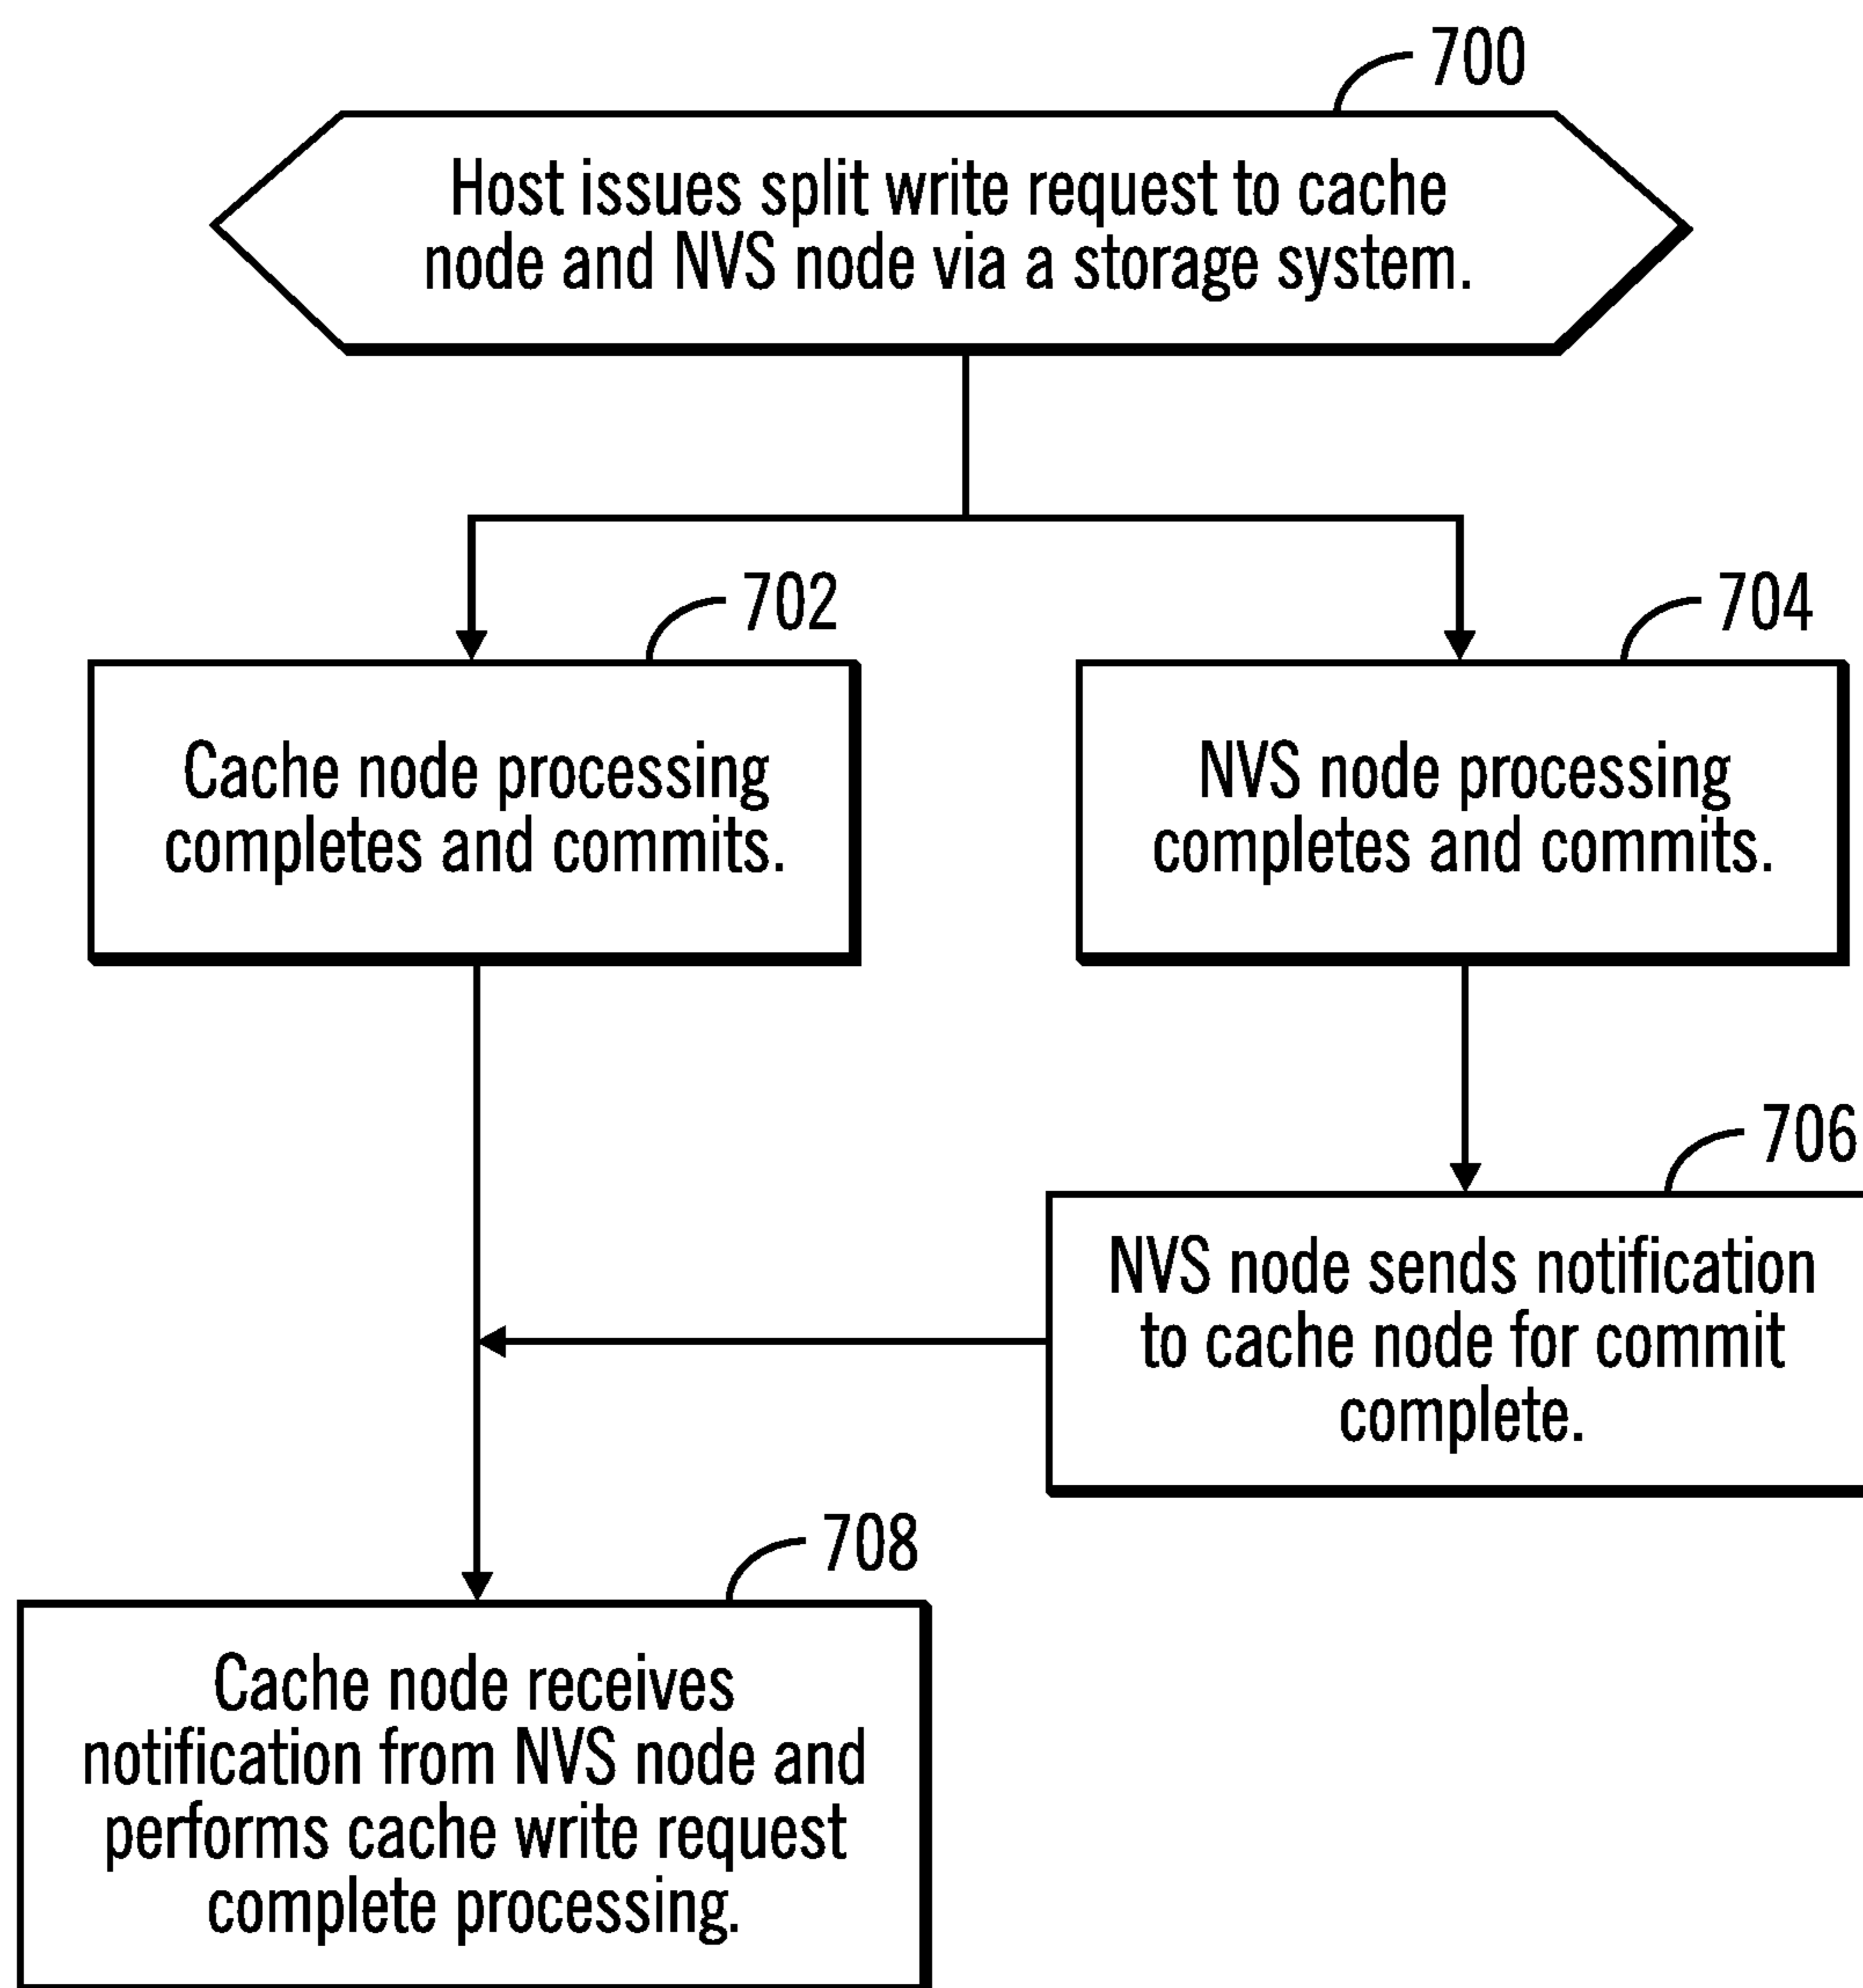 700
Host issues split write request to cache
node and NVS node via a storage system.
702
704
Cache node processing
completes and commits.
NVS node processing
completes and commits.
706
NVS node sends notification
to cache node for commit
complete.
708
Cache node receives
notification from NVS node and
performs cache write request
complete processing.